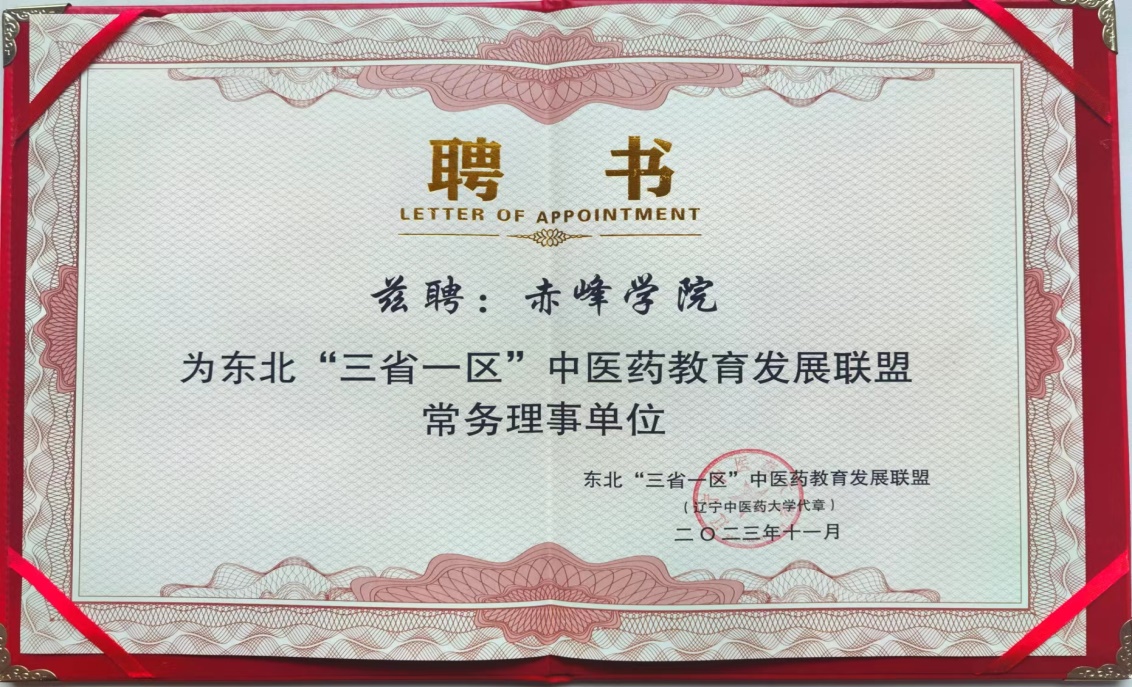 聘 书
LETTER OF APPOINTMENT
兹聘：赤峰学院
为东北“三省一区”中医药教育发展联盟
常务理事单位
东北“三省一区”中医药教育发展联盟
（辽宁中医药大学代章）
二〇二三年十一月